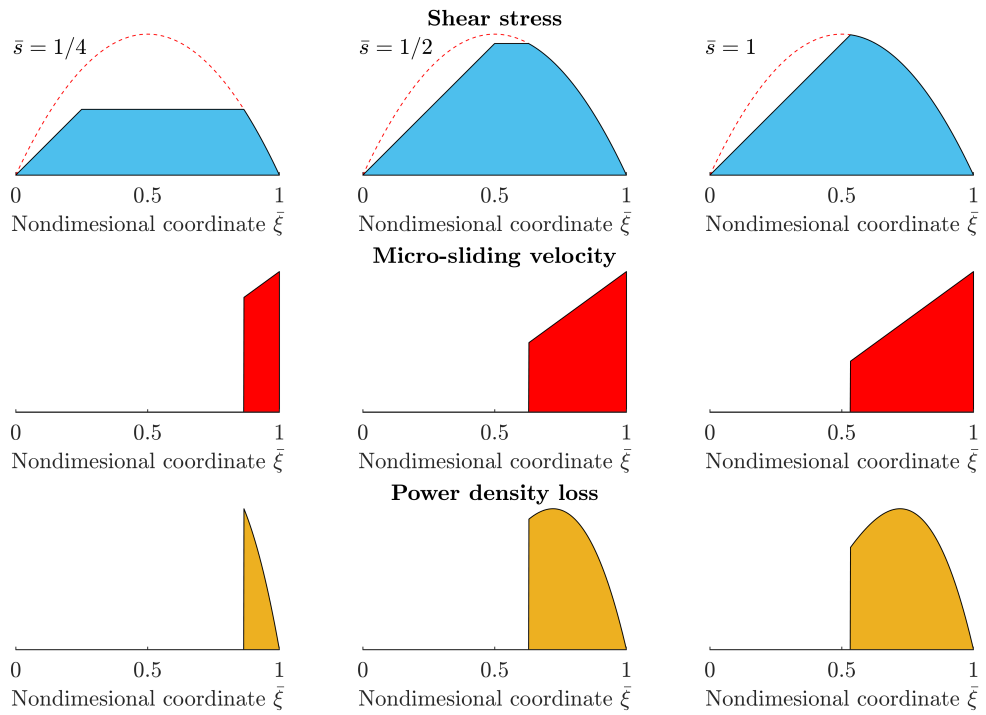 Shear stress
s̄ = 1/4
s̄ = 1/2
s̄ = 1
0 0.5 1
0 0.5 1
0 0.5 1
Nondimesional coordinate ξ̄
Nondimesional coordinate ξ̄
Nondimesional coordinate ξ̄
Micro-sliding velocity
0 0.5 1
0 0.5 1
0 0.5 1
Nondimesional coordinate ξ̄
Nondimesional coordinate ξ̄
Nondimesional coordinate ξ̄
Power density loss
0 0.5 1
0 0.5 1
0 0.5 1
Nondimesional coordinate ξ̄
Nondimesional coordinate ξ̄
Nondimesional coordinate ξ̄